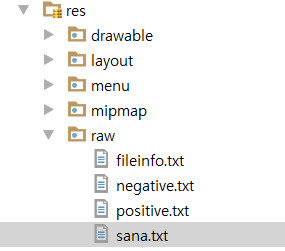 res
drawable
layout
menu
mipmap
raw
fileinfo.txt
negative.txt
positive.txt
sana.txt